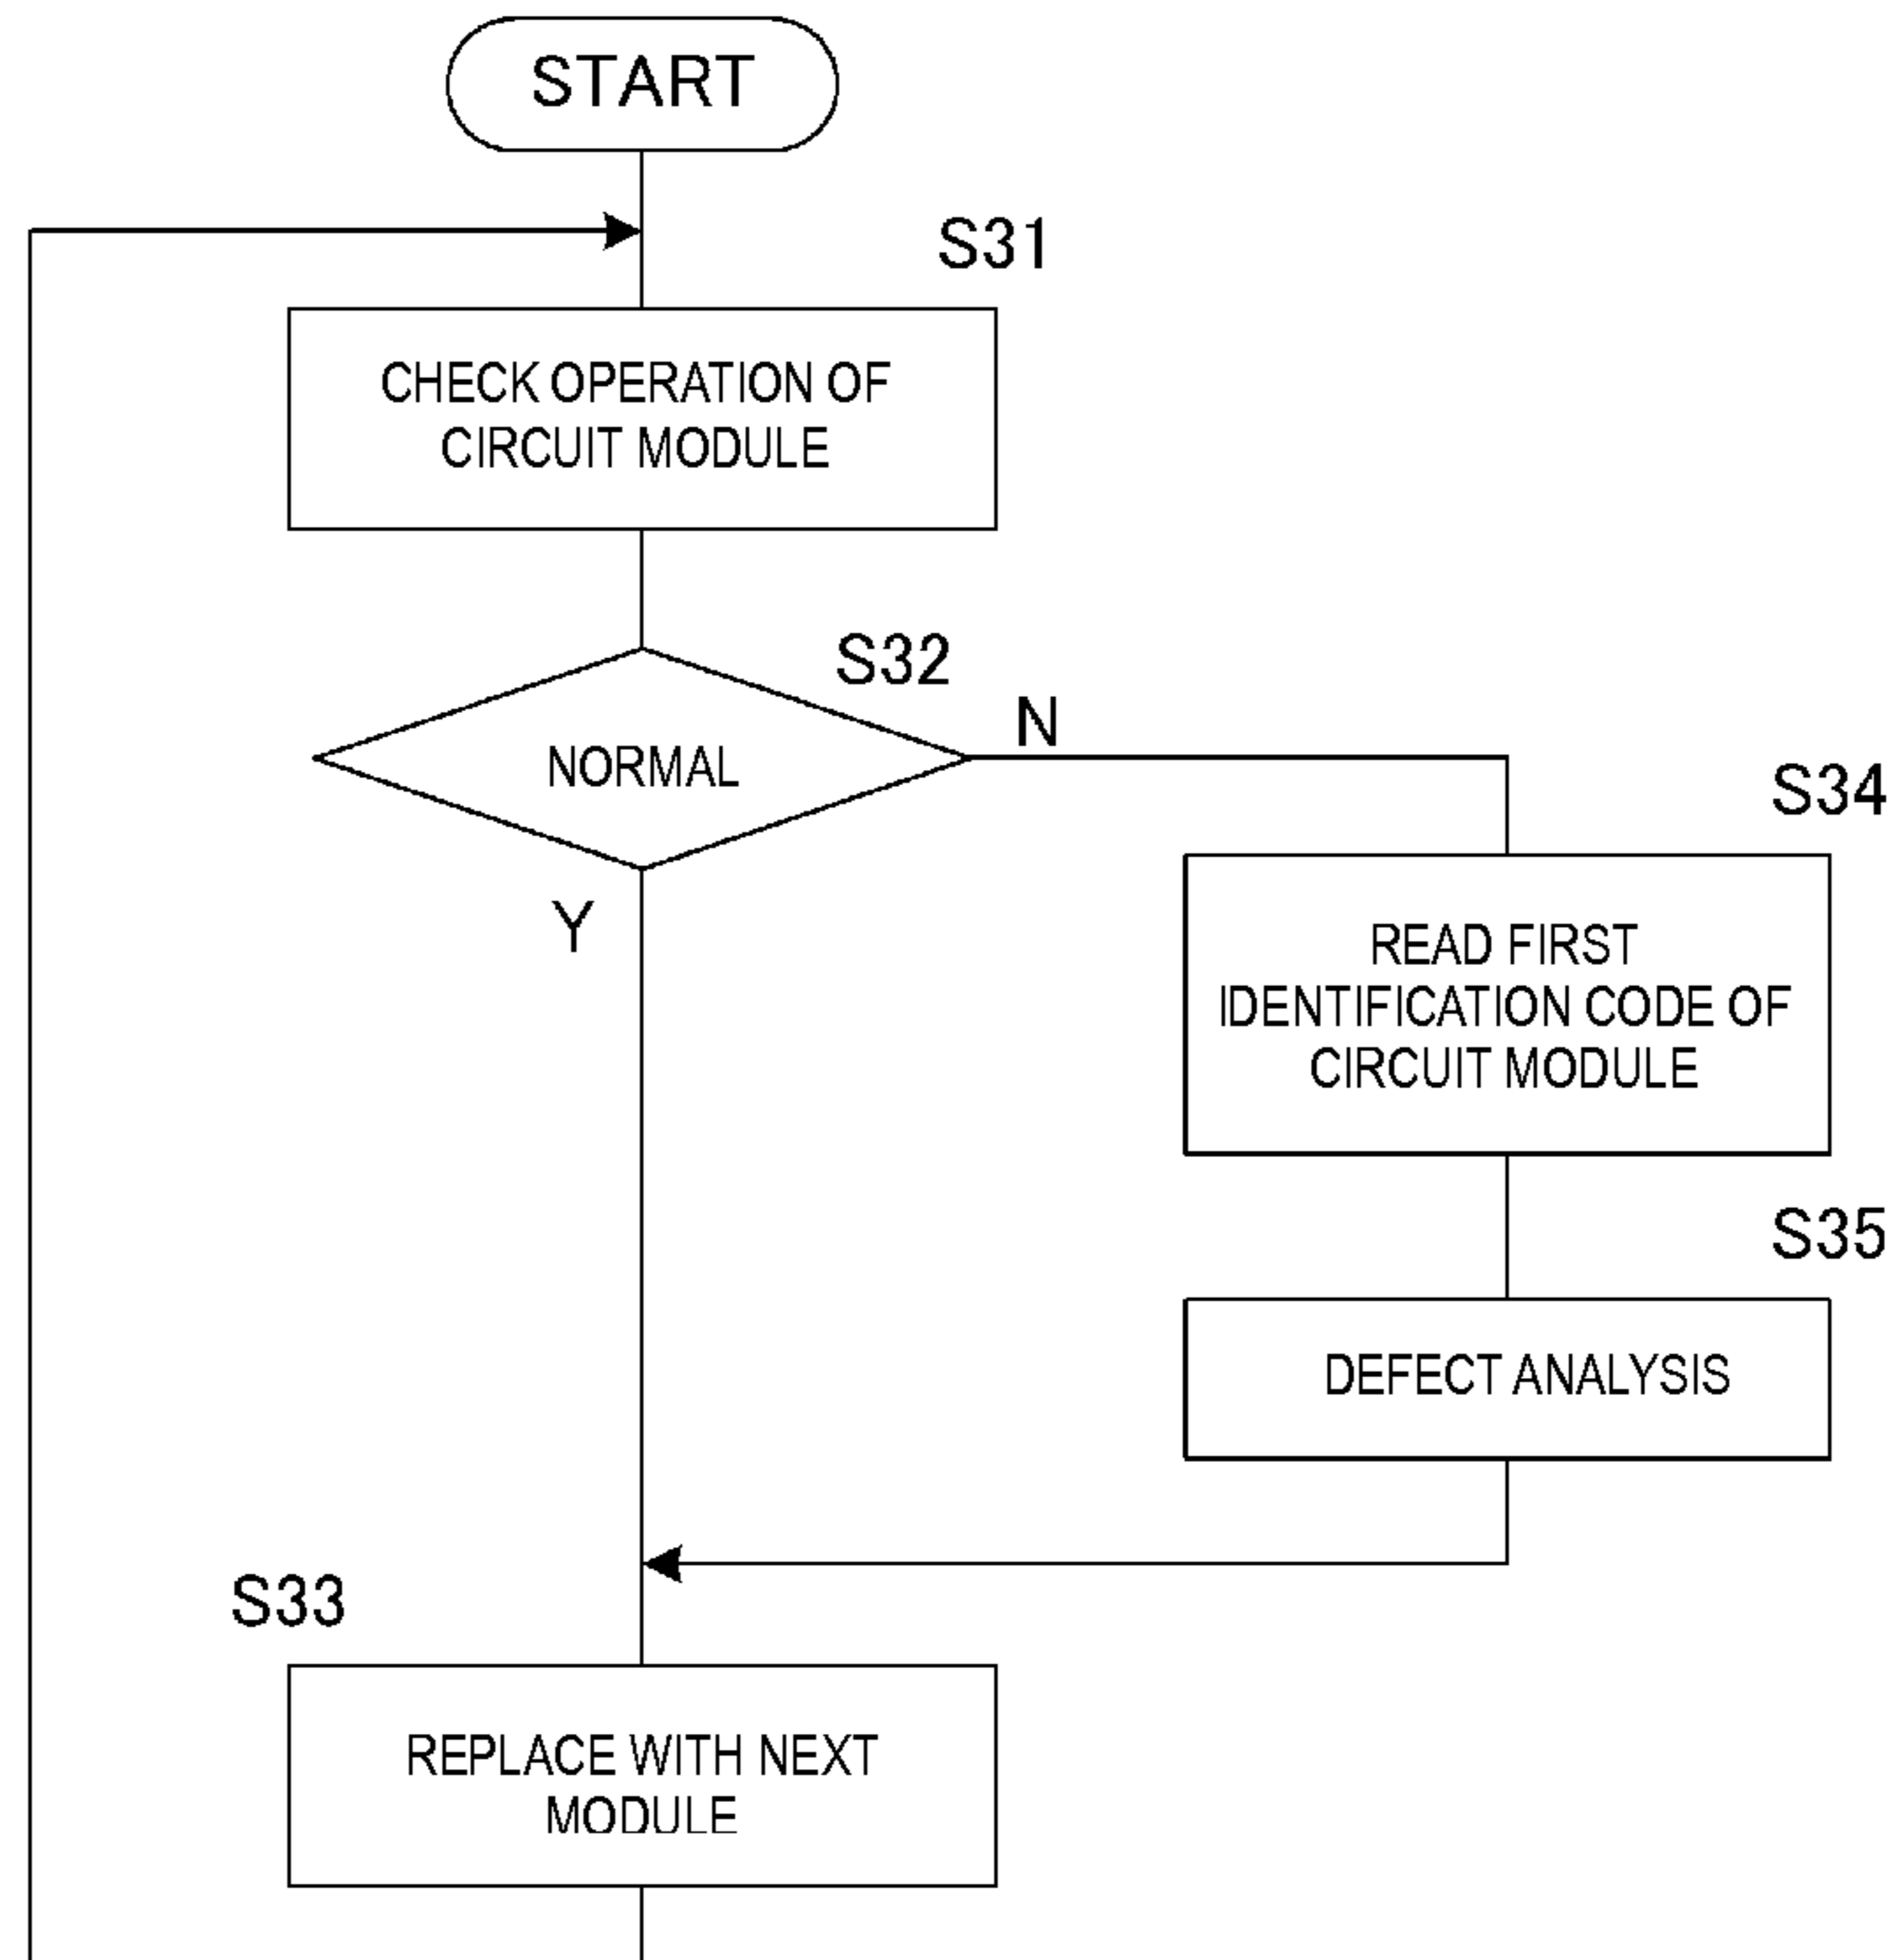 START
S31
CHECK OPERATION OF
CIRCUIT MODULE
S32
NORMAL
N
Y
S34
READ FIRST
IDENTIFICATION CODE OF
CIRCUIT MODULE
S35
DEFECT ANALYSIS
S33
REPLACE WITH NEXT
MODULE